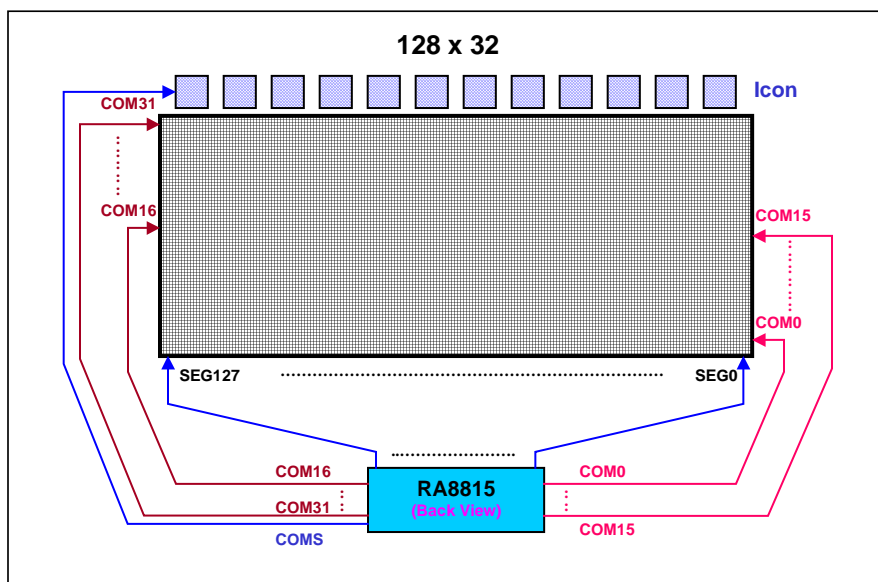 128 x 32
Icon
COM31
COM16
COM15
COM0
SEG127
SEG0
COM16
COM0
RA8815
(Back View)
COM31
COM15
COMS